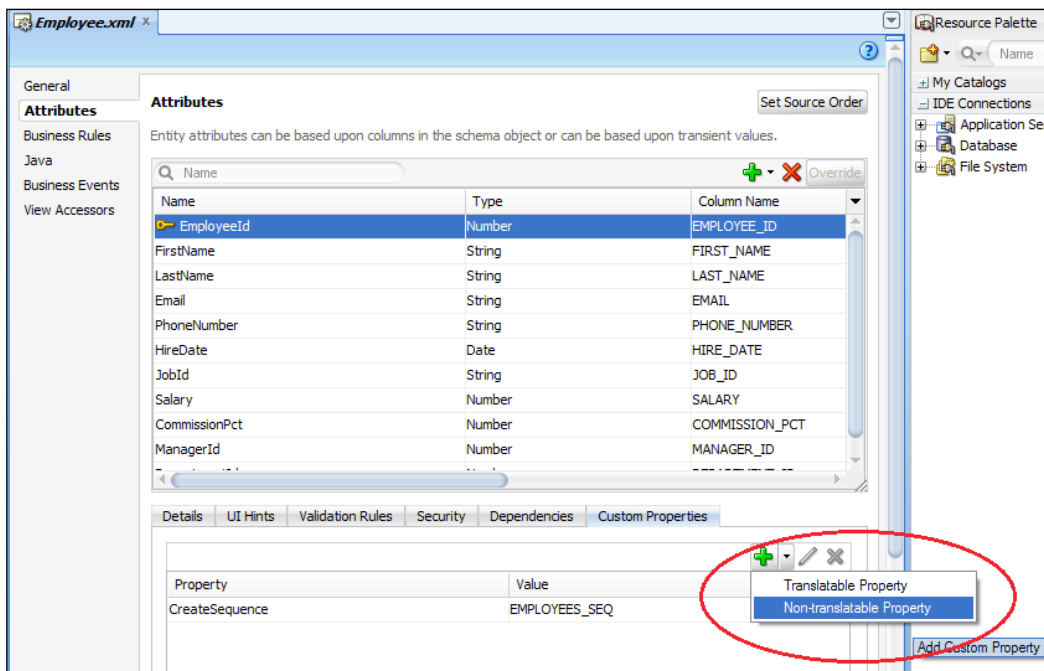 Employee.xml
Resource Palette
Name
My Catalogs
IDE Connections
Application Se
Database
File System
General
Attributes
Business Rules
Java
Business Events
View Accessors
Attributes
Set Source Order
Entity attributes can be based upon columns in the schema object or can be based upon transient values.
Name
Override
Name Type Column Name
EmployeeId Number EMPLOYEE_ID
FirstName String FIRST_NAME
LastName String LAST_NAME
Email String EMAIL
PhoneNumber String PHONE_NUMBER
HireDate Date HIRE_DATE
JobId String JOB_ID
Salary Number SALARY
CommissionPct Number COMMISSION_PCT
ManagerId Number MANAGER_ID
Details UI Hints Validation Rules Security Dependencies Custom Properties
Property Value
CreateSequence EMPLOYEES_SEQ
Translatable Property
Non-translatable Property
Add Custom Property